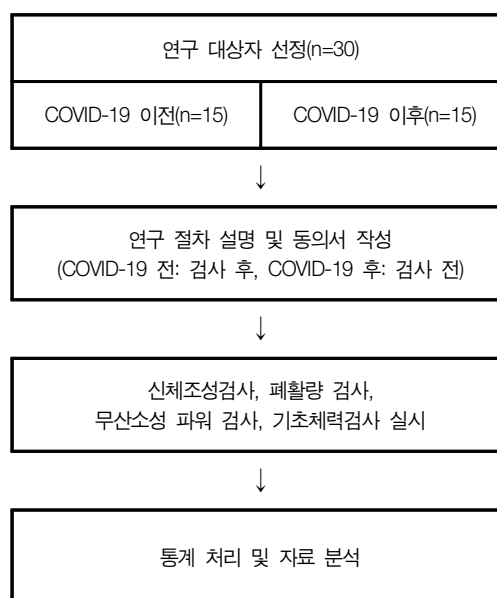 연구 대상자 선정(n=30)
COVID-19 이전(n=15) COVID-19 이후(n=15)
↓
연구 절차 설명 및 동의서 작성
(COVID-19 전: 검사 후, COVID-19 후: 검사 전)
↓
신체조성검사, 폐활량 검사,
무산소성 파워 검사, 기초체력검사 실시
↓
통계 처리 및 자료 분석